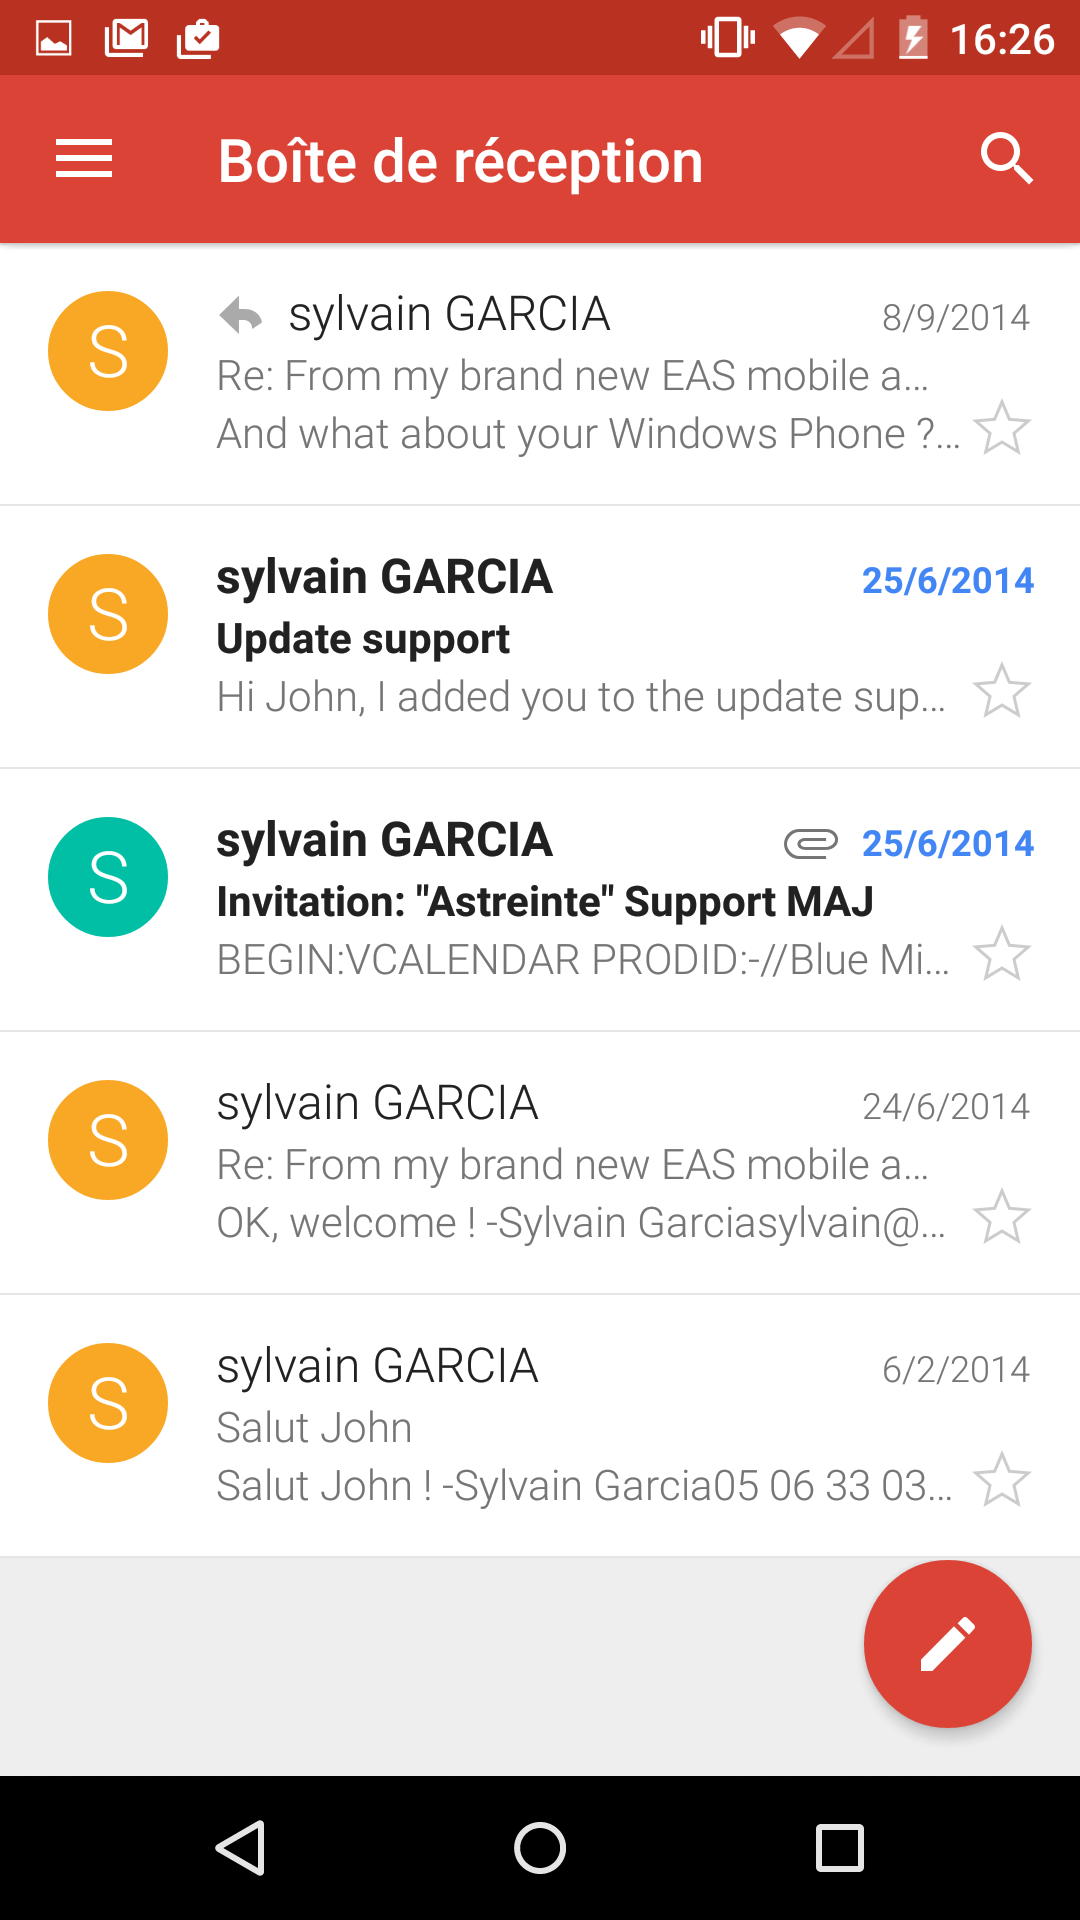 16:26
Boîte de réception
S
sylvain GARCIA
8/9/2014
Re: From my brand new EAS mobile a...
And what about your Windows Phone ?...
S
sylvain GARCIA
25/6/2014
Update support
Hi John, I added you to the update sup...
S
sylvain GARCIA
25/6/2014
Invitation: "Astreinte" Support MAJ
BEGIN:VCALENDAR PRODID:-//Blue Mi...
S
sylvain GARCIA
24/6/2014
Re: From my brand new EAS mobile a...
OK, welcome ! -Sylvain Garciasylvain@...
S
sylvain GARCIA
6/2/2014
Salut John
Salut John ! -Sylvain Garcia05 06 33 03...